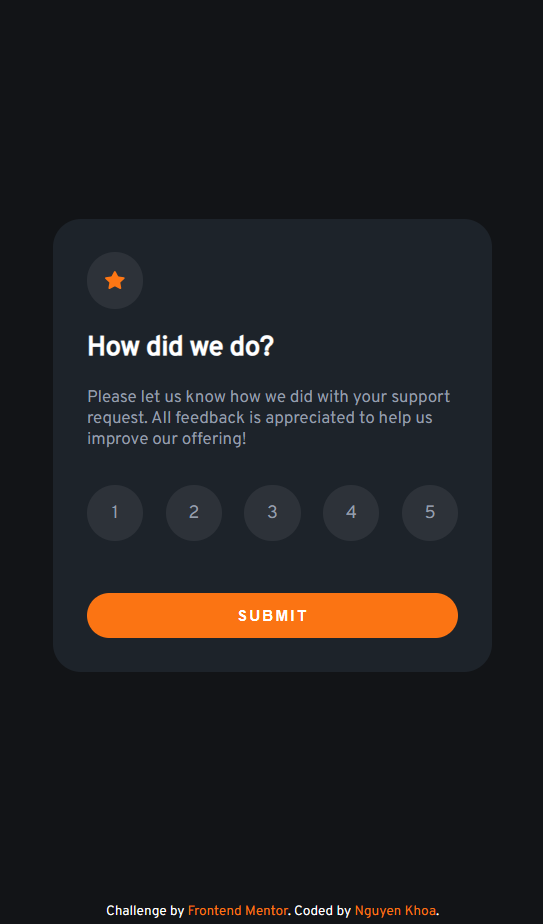 How did we do?
Please let us know how we did with your support
request. All feedback is appreciated to help us
improve our offering!
1 2 3 4 5
SUBMIT
Challenge by Frontend Mentor. Coded by Nguyen Khoa.